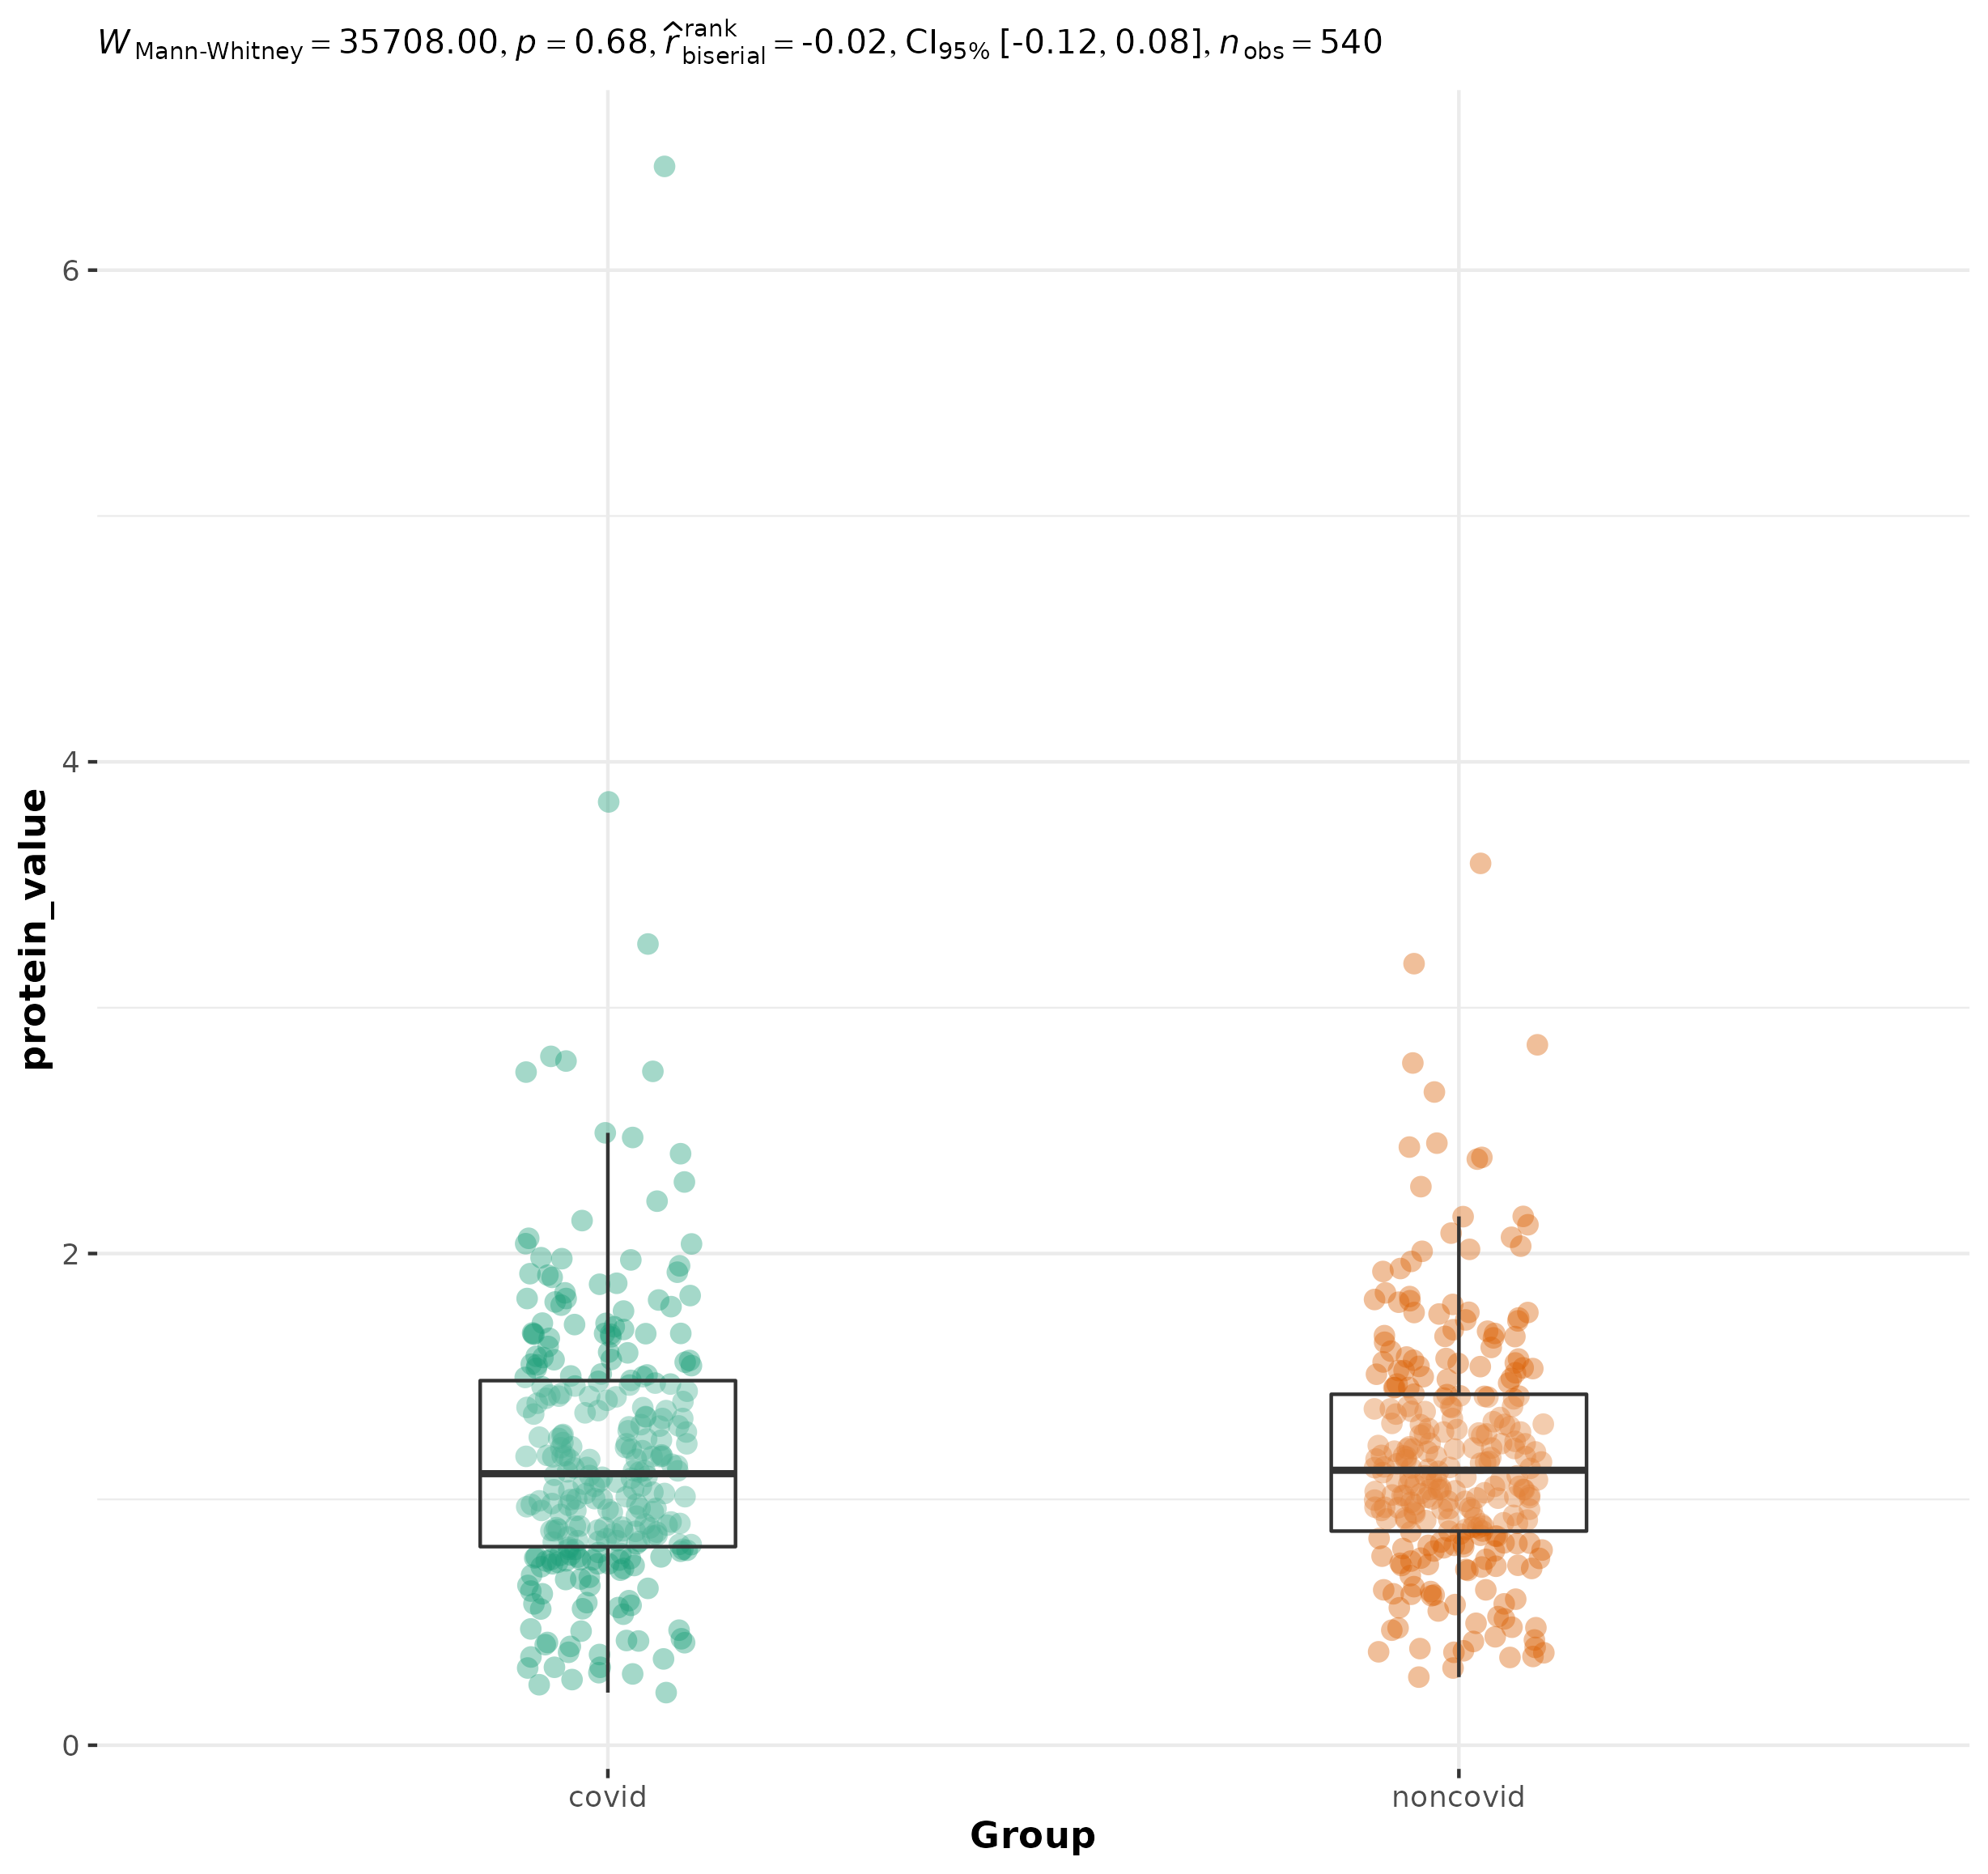 W Mann-Whitney = 35708.00, p = 0.68, r̂ rank biserial = -0.02, CI95% [-0.12, 0.08], n obs = 540
6
4
2
0
protein_value
covid noncovid
Group